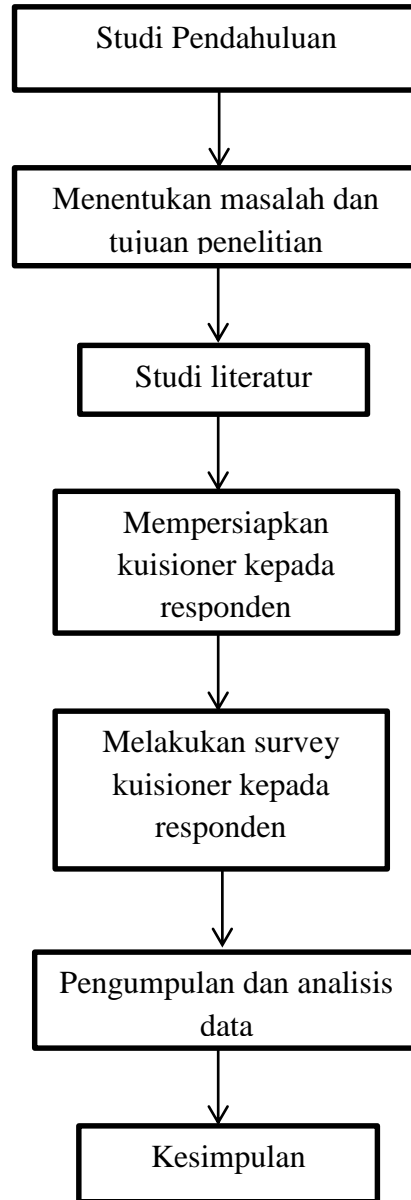 Studi Pendahuluan
Menentukan masalah dan
tujuan penelitian
Studi literatur
Mempersiapkan
kuisioner kepada
responden
Melakukan survey
kuisioner kepada
responden
Pengumpulan dan analisis
data
Kesimpulan